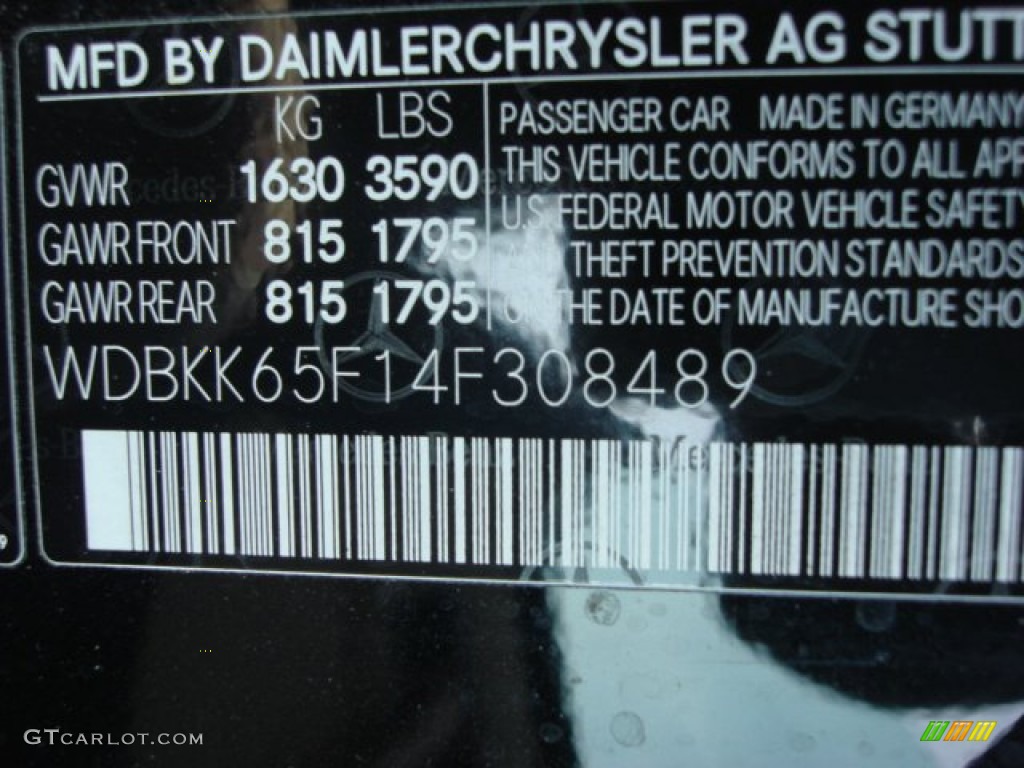 MFD BY DAIMLERCHRYSLER AG STUTT
KG LBS
GVWR 1630 3590
GAWR FRONT 815 1795
GAWR REAR 815 1795
PASSENGER CAR MADE IN GERMANY
THIS VEHICLE CONFORMS TO ALL APP
U.S. FEDERAL MOTOR VEHICLE SAFETY
THEFT PREVENTION STANDARDS
THE DATE OF MANUFACTURE SHO
WDBKK65F14F308489
GTCARLOT.COM